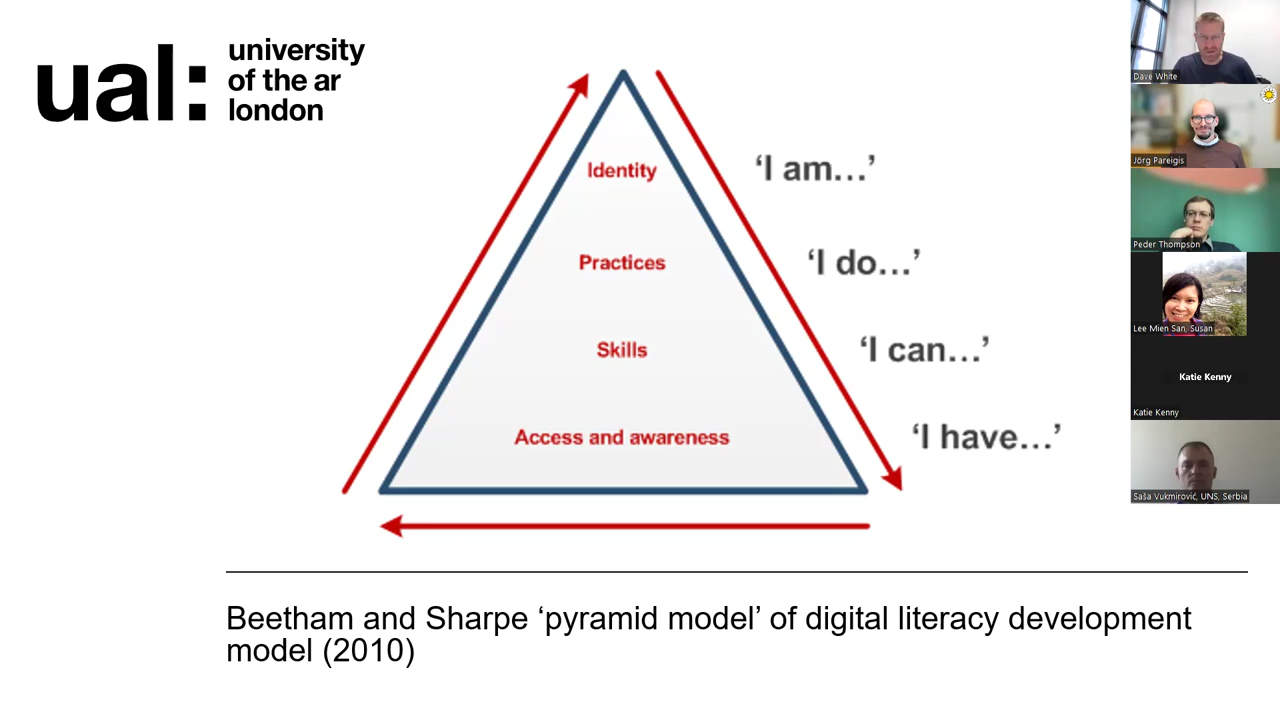 ual:
university
of the ar
london
Identity
'I am...'
Practices
'I do...'
Skills
'I can...'
Access and awareness
'I have...'
Beetham and Sharpe 'pyramid model' of digital literacy development
model (2010)
Dave White
Jörg Pareigis
Peder Thompson
Lee Mien San, Susan
Katie Kenny
Katie Kenny
Saša Vukmirović, UNS, Serbia